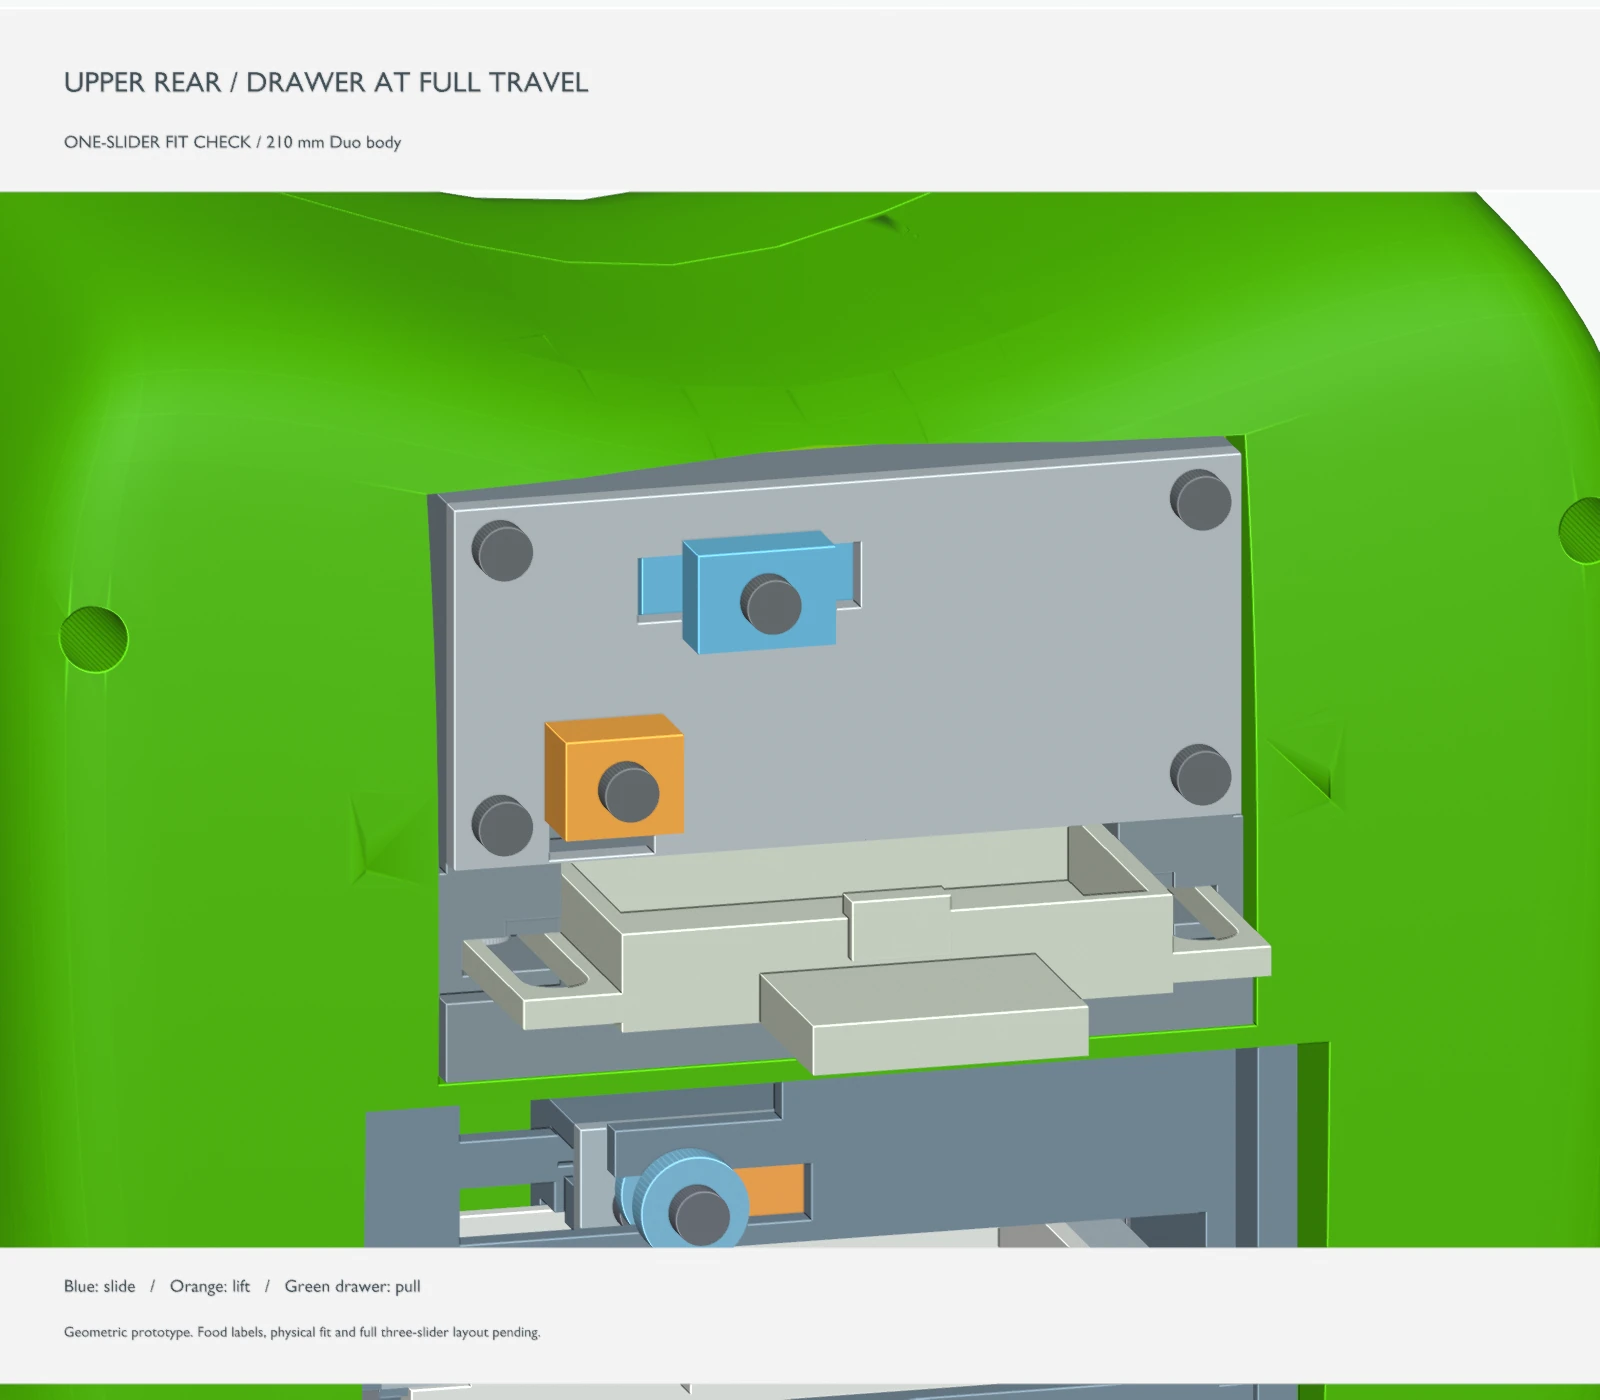 UPPER REAR / DRAWER AT FULL TRAVEL
ONE-SLIDER FIT CHECK / 210 mm Duo body
Blue: slide / Orange: lift / Green drawer: pull
Geometric prototype. Food labels, physical fit and full three-slider layout pending.